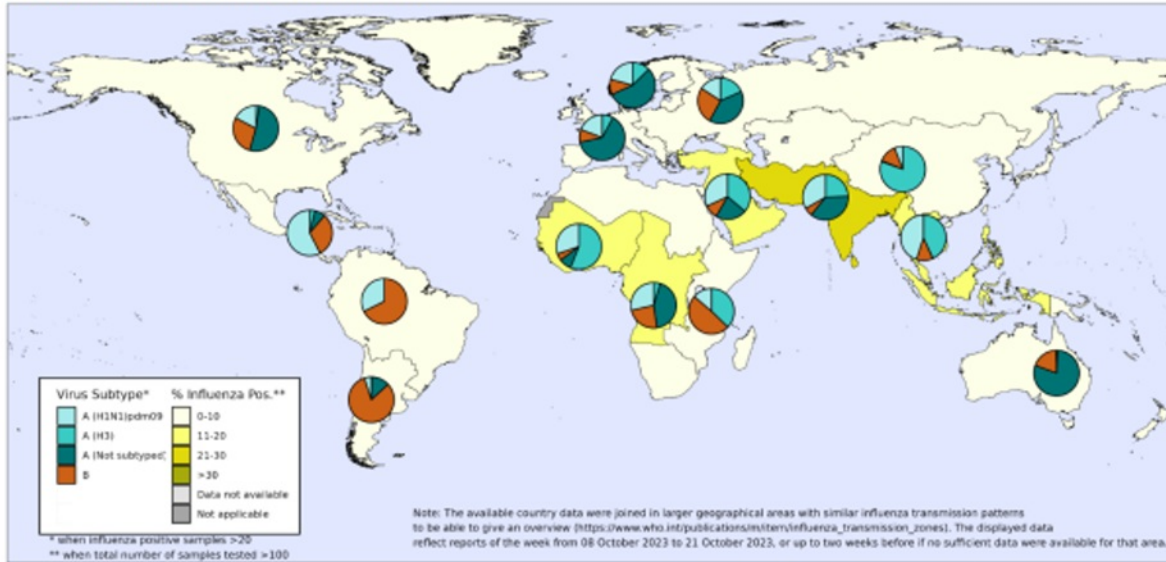 Virus Subtype*
A (H1N1)pdm09
A (H3)
A (Not subtyped)
B
% Influenza Pos.**
0-10
11-20
21-30
>30
Data not available
Not applicable
* when influenza positive samples >20
** when total number of samples tested >100
Note: The available country data were joined in larger geographical areas with similar influenza transmission patterns
to be able to give an overview (https://www.who.int/publications/m/item/influenza_transmission_zones). The displayed data
reflect reports of the week from 08 October 2023 to 21 October 2023, or up to two weeks before if no sufficient data were available for that area.